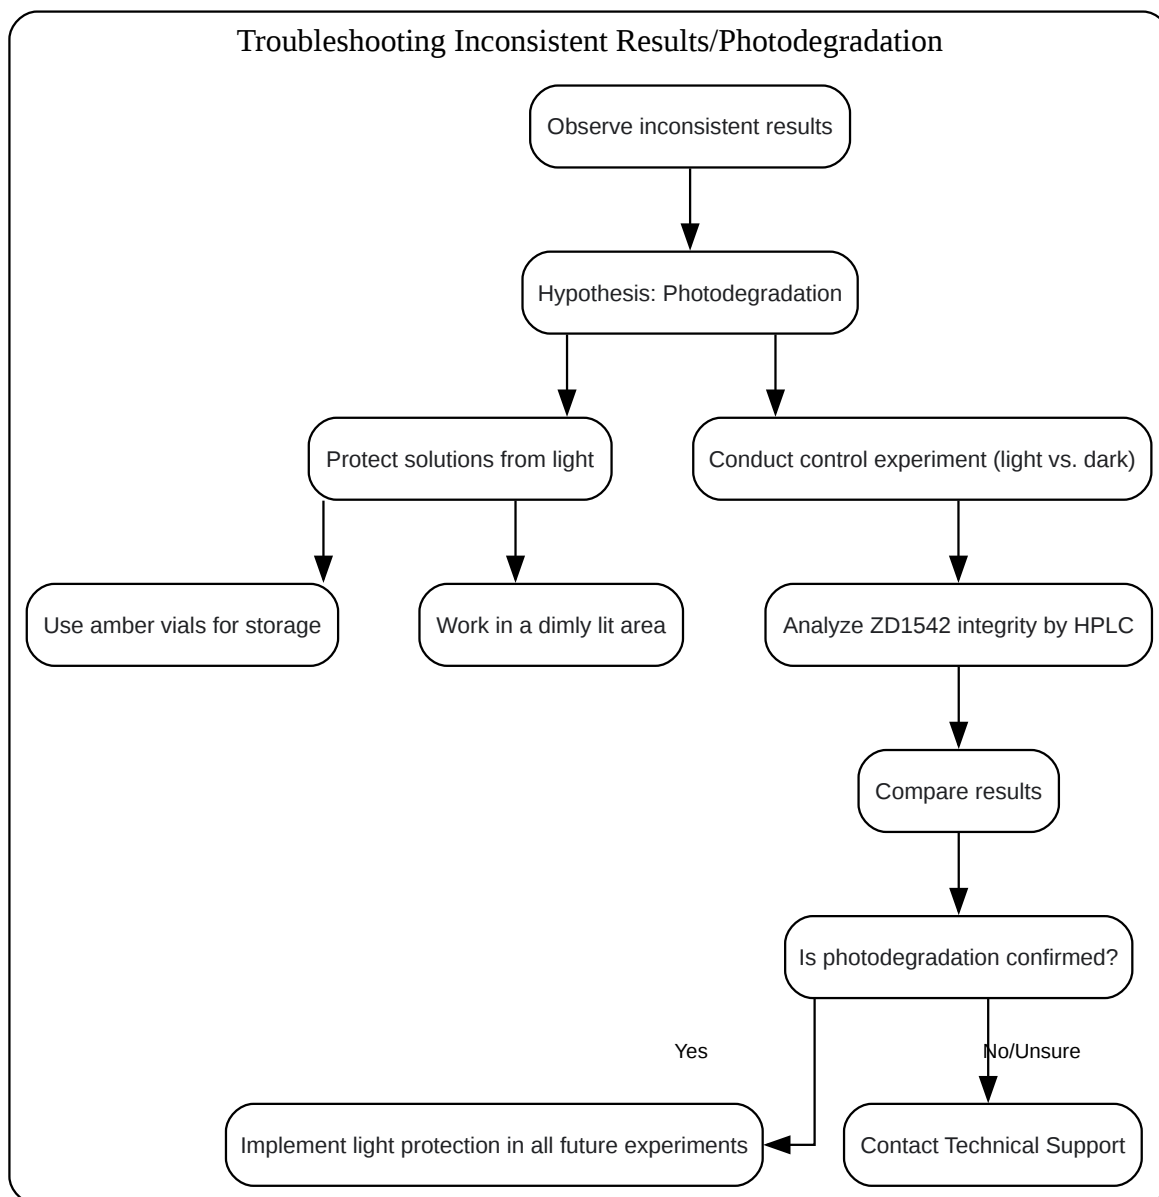 Troubleshooting Inconsistent Results/Photodegradation
Observe inconsistent results
Hypothesis: Photodegradation
Protect solutions from light
Conduct control experiment (light vs. dark)
Use amber vials for storage
Work in a dimly lit area
Analyze ZD1542 integrity by HPLC
Compare results
Is photodegradation confirmed?
Yes
No/Unsure
Implement light protection in all future experiments
Contact Technical Support